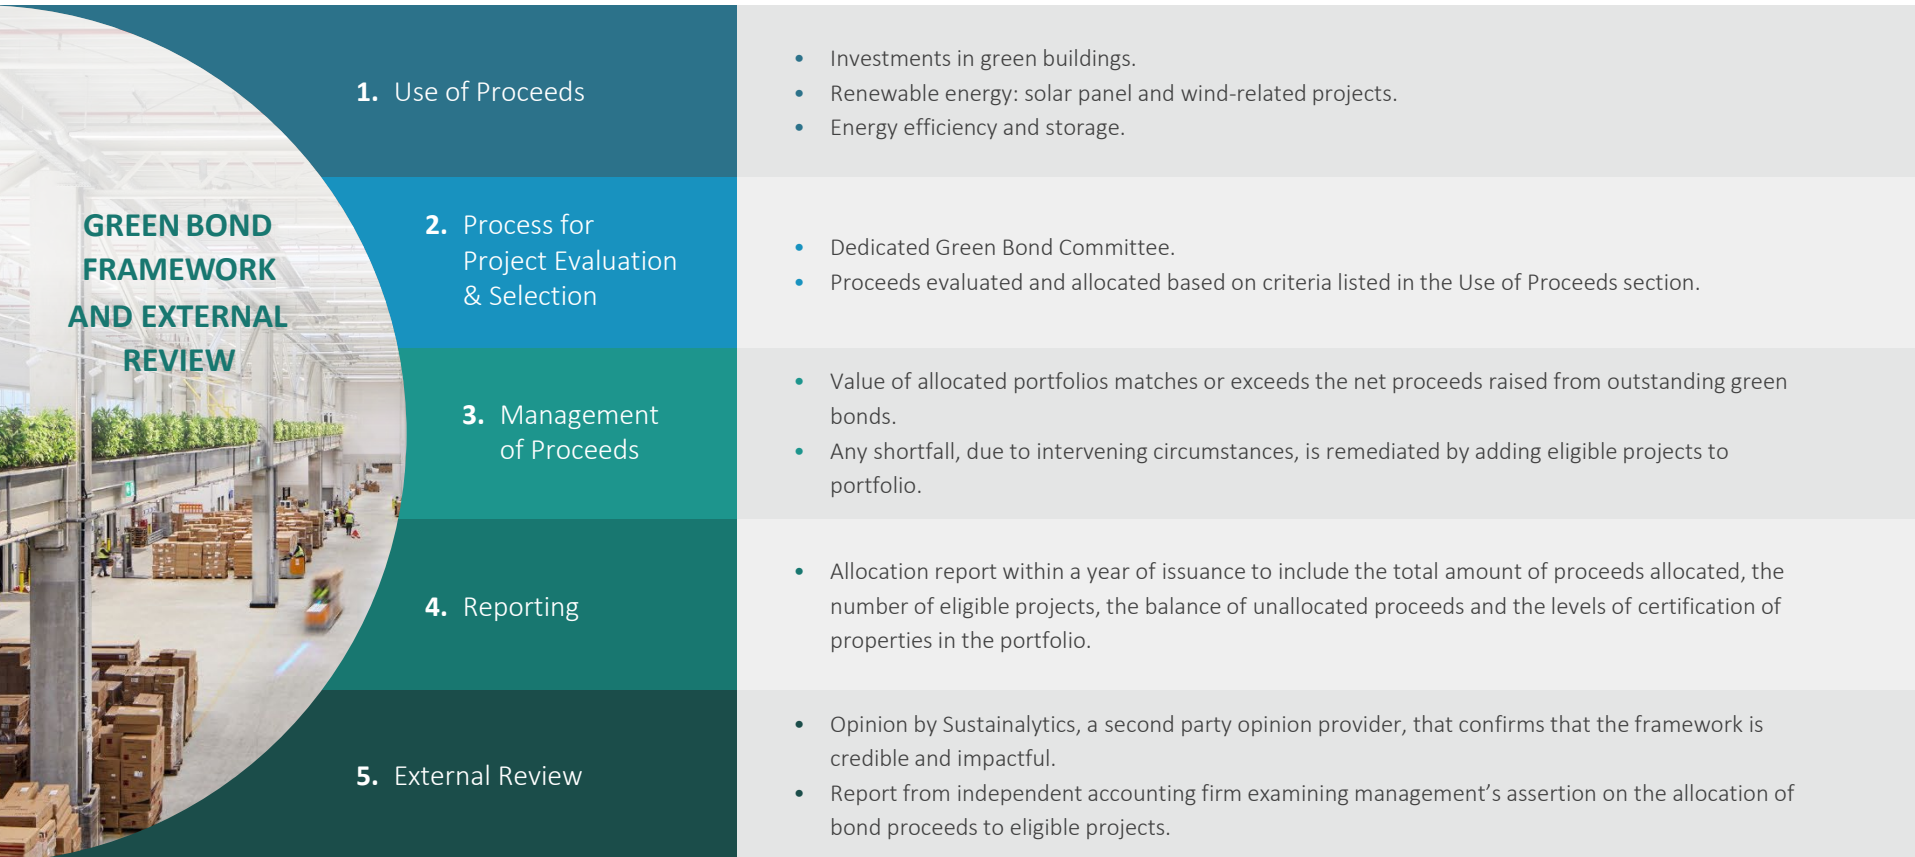 GREEN BOND
FRAMEWORK
AND EXTERNAL
REVIEW
1. Use of Proceeds
• Investments in green buildings.
• Renewable energy: solar panel and wind-related projects.
• Energy efficiency and storage.
2. Process for
Project Evaluation
& Selection
• Dedicated Green Bond Committee.
• Proceeds evaluated and allocated based on criteria listed in the Use of Proceeds section.
3. Management
of Proceeds
• Value of allocated portfolios matches or exceeds the net proceeds raised from outstanding green
bonds.
• Any shortfall, due to intervening circumstances, is remediated by adding eligible projects to
portfolio.
4. Reporting
• Allocation report within a year of issuance to include the total amount of proceeds allocated, the
number of eligible projects, the balance of unallocated proceeds and the levels of certification of
properties in the portfolio.
5. External Review
• Opinion by Sustainalytics, a second party opinion provider, that confirms that the framework is
credible and impactful.
• Report from independent accounting firm examining management’s assertion on the allocation of
bond proceeds to eligible projects.